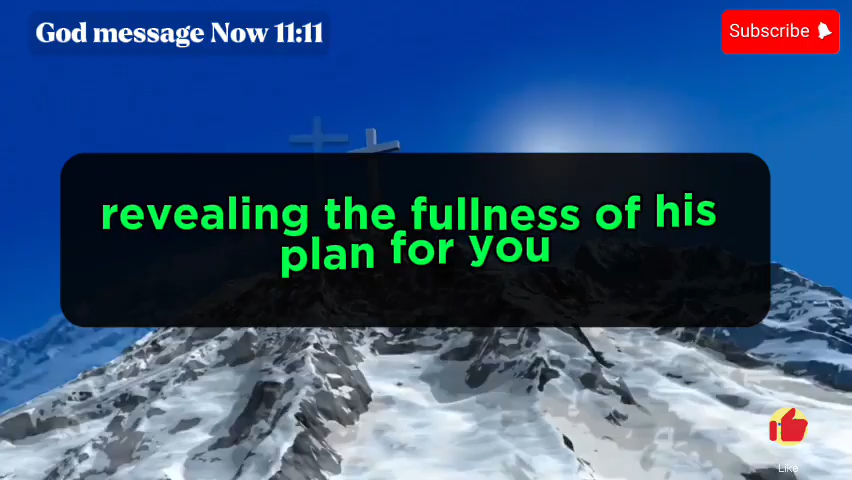 God message Now 11:11
Subscribe
revealing the fullness of his
plan for you
Like